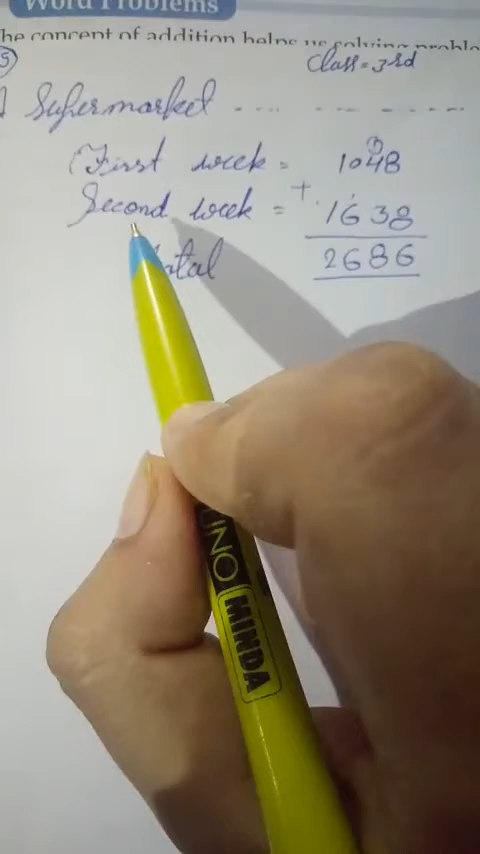 Word Problems
he concept of addition helps us solving proble
Class = 3rd
Supermarket
First week = 1048
Second week = + 1638
Total 2686
UNO MINDA